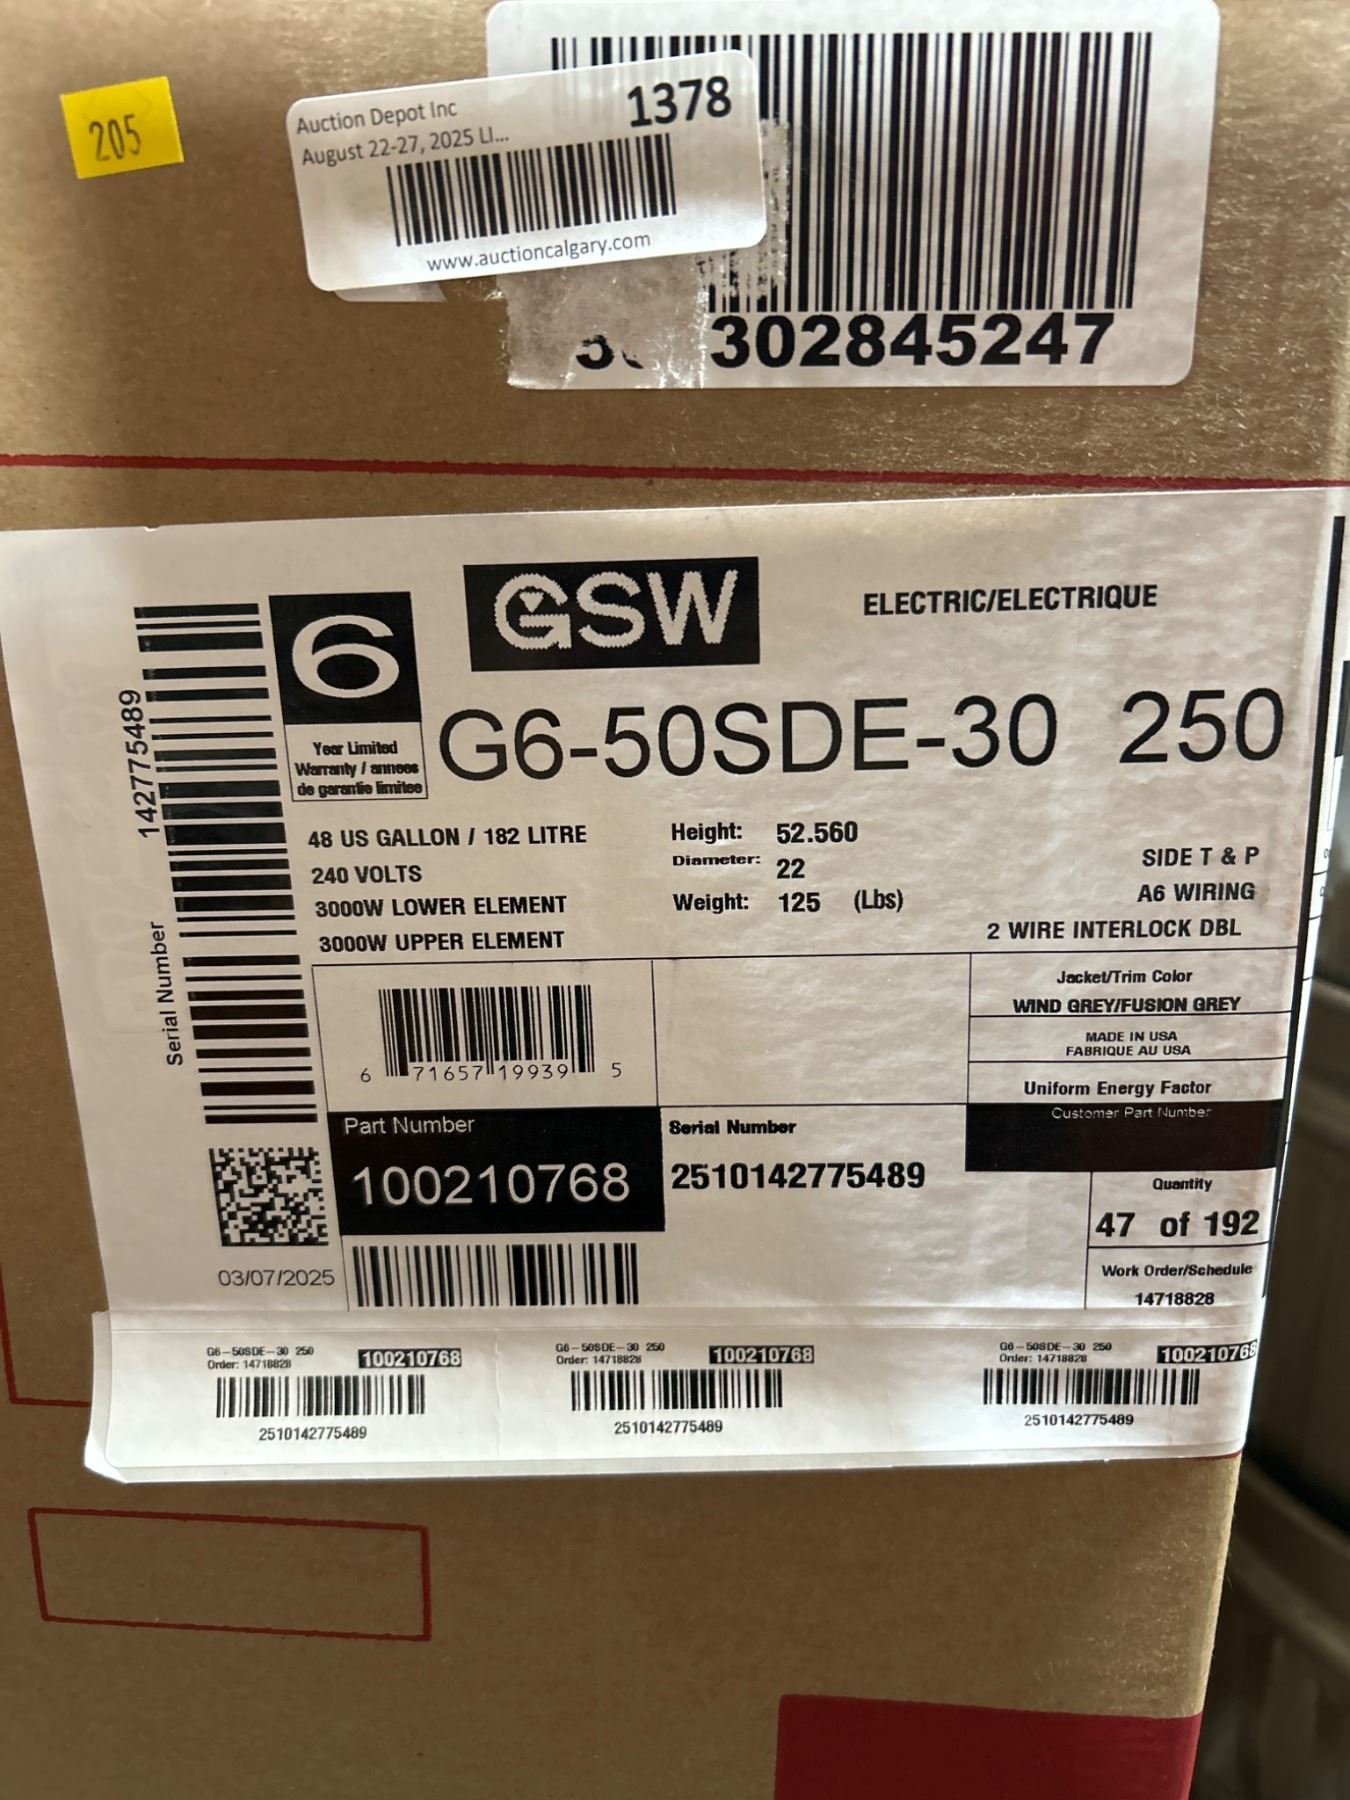 205
Auction Depot Inc
1378
August 22-27, 2025 LI...
www.auctioncalgary.com
302845247
6
Year Limited
Warranty / annees
de garantie limitee
GSW
ELECTRIC/ELECTRIQUE
G6-50SDE-30 250
48 US GALLON / 182 LITRE
240 VOLTS
3000W LOWER ELEMENT
3000W UPPER ELEMENT
Height: 52.560
Diameter: 22
Weight: 125 (Lbs)
SIDE T & P
A6 WIRING
2 WIRE INTERLOCK DBL
Serial Number 142775489
Jacket/Trim Color
WIND GREY/FUSION GREY
MADE IN USA
FABRIQUE AU USA
Uniform Energy Factor
Customer Part Number
6 71657 19939 5
Part Number
100210768
Serial Number
2510142775489
Quantity
47 of 192
Work Order/Schedule
14718828
03/07/2025
G6-50SDE-30 250
Order: 14718828
100210768
2510142775489
G6-50SDE-30 250
Order: 14718828
100210768
2510142775489
G6-50SDE-30 250
Order: 14718828
100210768
2510142775489